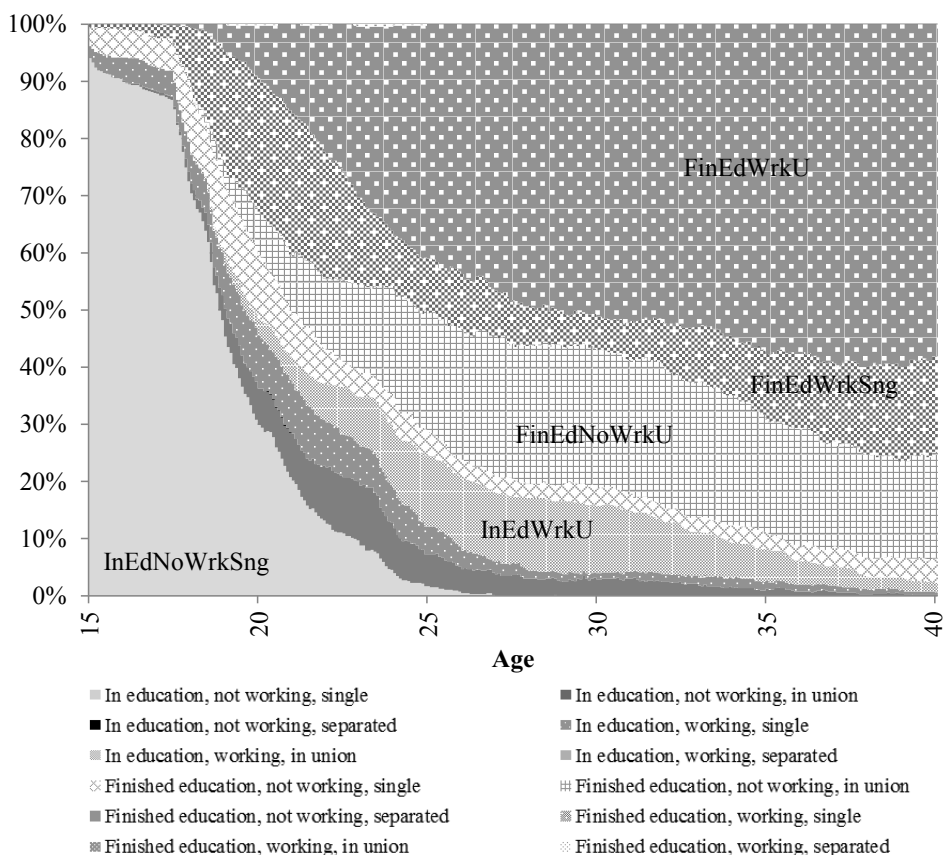 100%
90%
80%
70%
60%
50%
40%
30%
20%
10%
0%
FinEdWrkU
FinEdWrkSng
FinEdNoWrkU
InEdWrkU
InEdNoWrkSng
15 20 25 30 35 40
Age
In education, not working, single In education, not working, in union
In education, not working, separated In education, working, single
In education, working, in union In education, working, separated
Finished education, not working, single Finished education, not working, in union
Finished education, not working, separated Finished education, working, single
Finished education, working, in union Finished education, working, separated